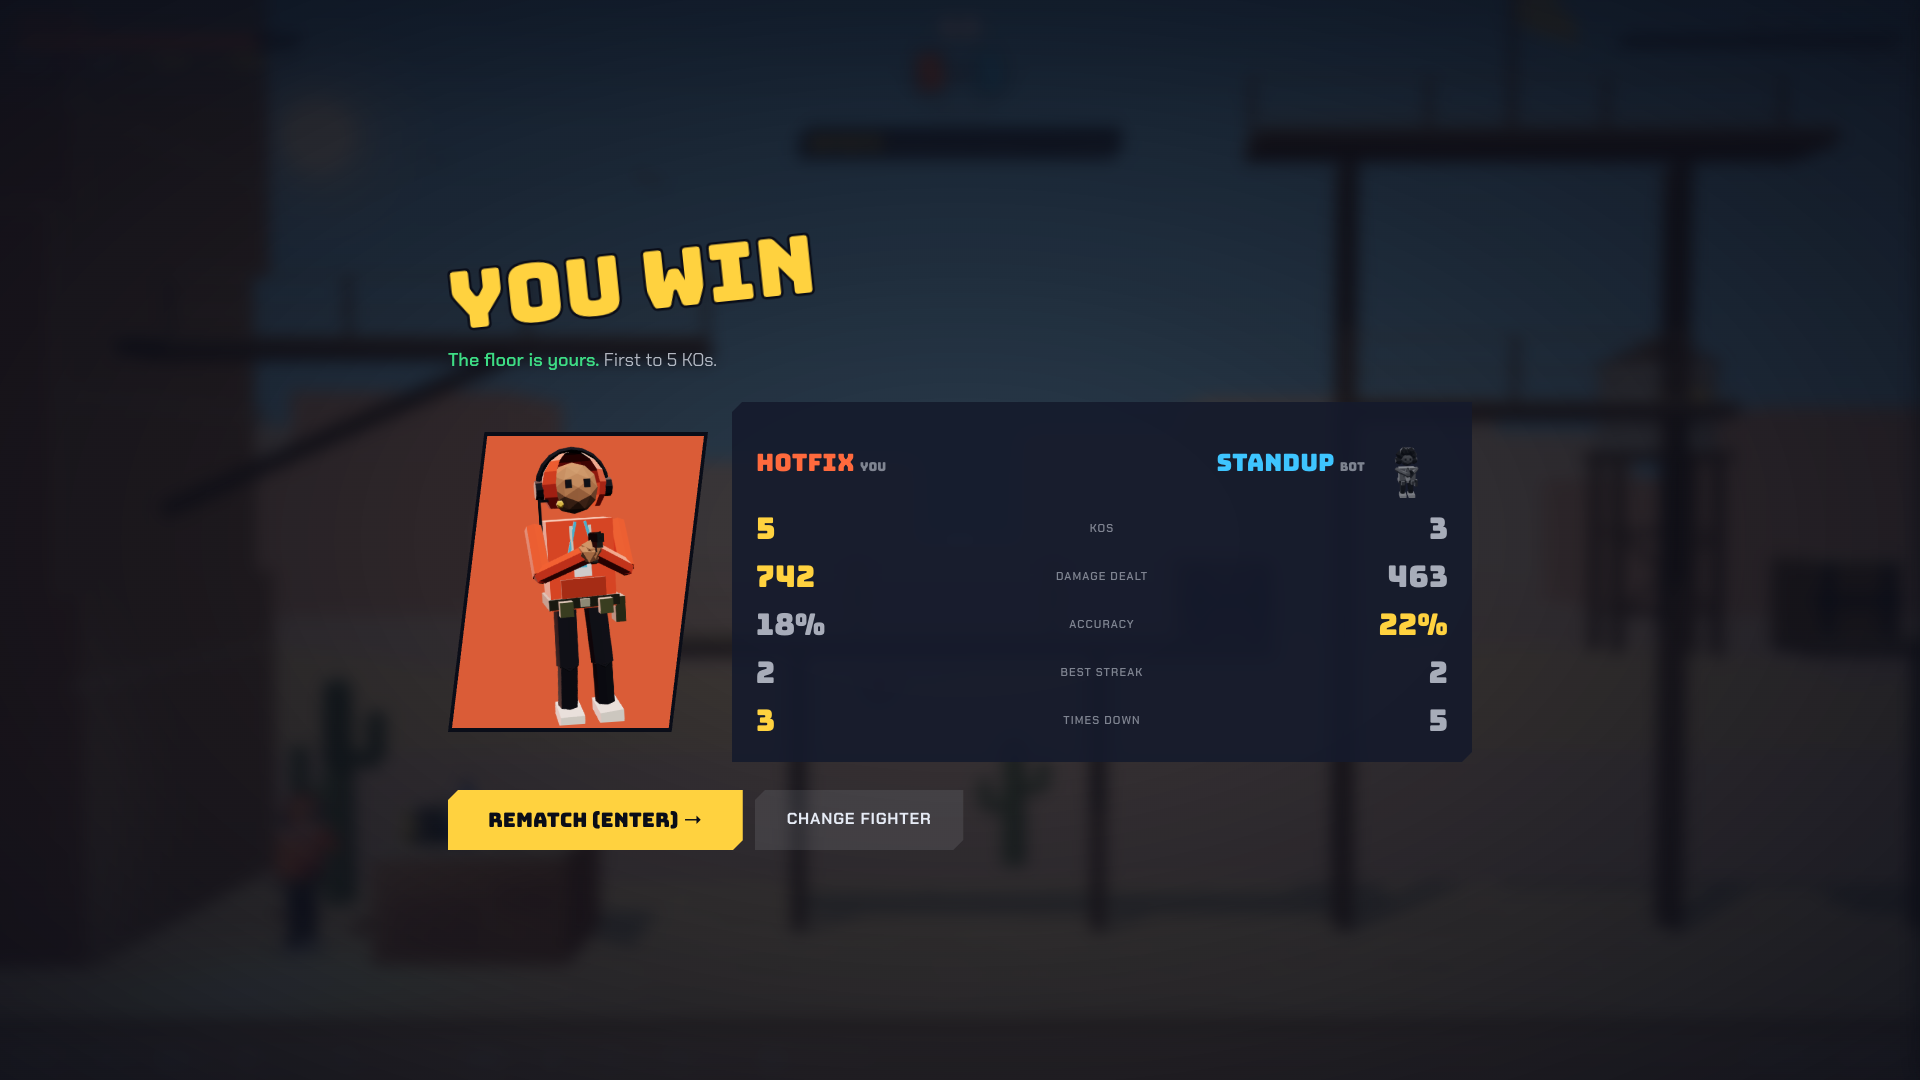 YOU WIN
The floor is yours. First to 5 KOs.
HOTFIX YOU STANDUP BOT
5 KOS 3
742 DAMAGE DEALT 463
18% ACCURACY 22%
2 BEST STREAK 2
3 TIMES DOWN 5
REMATCH (ENTER) → CHANGE FIGHTER